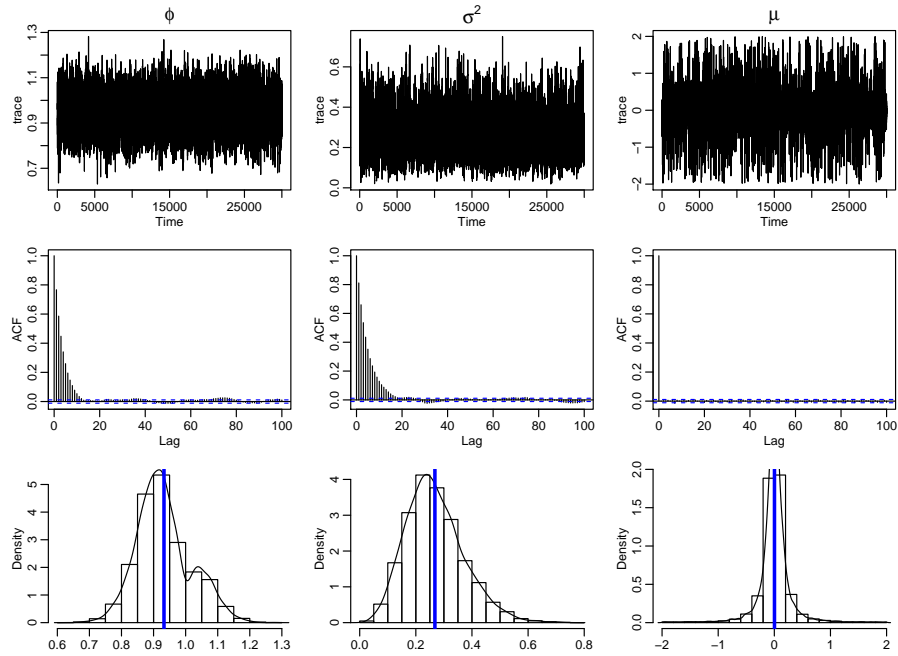 φ
σ²
μ
trace
0.7 0.9 1.1 1.3
0 5000 15000 25000
Time
trace
0.0 0.2 0.4 0.6
0 5000 15000 25000
Time
trace
−2 −1 0 1 2
0 5000 15000 25000
Time
ACF
0.0 0.2 0.4 0.6 0.8 1.0
0 20 40 60 80 100
Lag
ACF
0.0 0.2 0.4 0.6 0.8 1.0
0 20 40 60 80 100
Lag
ACF
0.0 0.2 0.4 0.6 0.8 1.0
0 20 40 60 80 100
Lag
Density
0 1 2 3 4 5
0.6 0.7 0.8 0.9 1.0 1.1 1.2 1.3
Density
0 1 2 3 4
0.0 0.2 0.4 0.6 0.8
Density
0.0 0.5 1.0 1.5 2.0
−2 −1 0 1 2